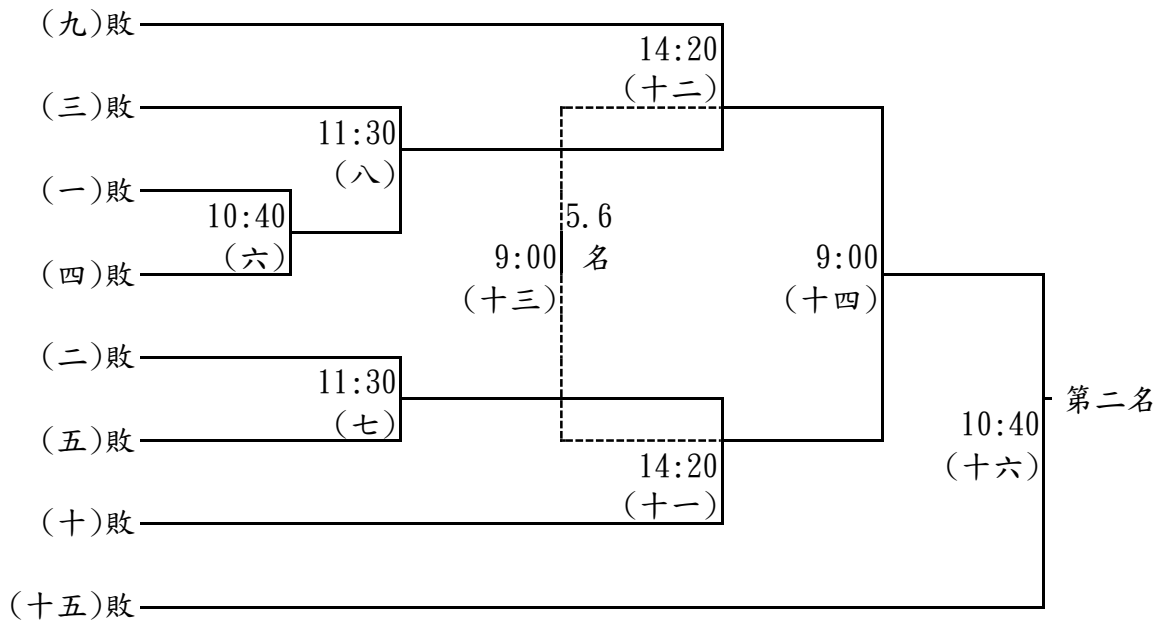 (九)敗
14:20
(十二)
(三)敗
11:30
(八)
(一)敗
10:40
(六)
(四)敗
5.6
名
9:00
(十三)
9:00
(十四)
(二)敗
11:30
(七)
(五)敗
14:20
(十一)
(十)敗
10:40
(十六)
第二名
(十五)敗